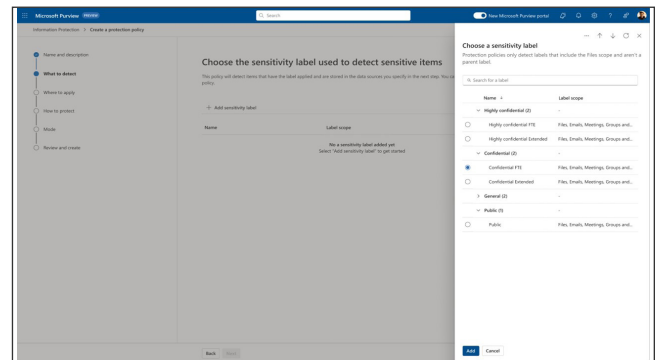 Microsoft Purview PREVIEW
Search
New Microsoft Purview portal
Information Protection > Create a protection policy
Name and description
What to detect
Where to apply
How to protect
Mode
Review and create
Choose the sensitivity label used to detect sensitive items
This policy will detect items that have the label applied and are stored in the data sources you specify in the next step. You ca
policy.
+ Add sensitivity label
Name Label scope
No a sensitivity label added yet
Select "Add sensitivity label" to get started
Back Next
Choose a sensitivity label
Protection policies only detect labels that include the Files scope and aren't a
parent label.
Search for a label
Name Label scope
Highly confidential (2) -
Highly confidential FTE Files, Emails, Meetings, Groups and...
Highly confidential Extended Files, Emails, Meetings, Groups and...
Confidential (2) -
Confidential FTE Files, Emails, Meetings, Groups and...
Confidential Extended Files, Emails, Meetings, Groups and...
General (2) -
Public (1) -
Public Files, Emails, Meetings, Groups and...
Add Cancel